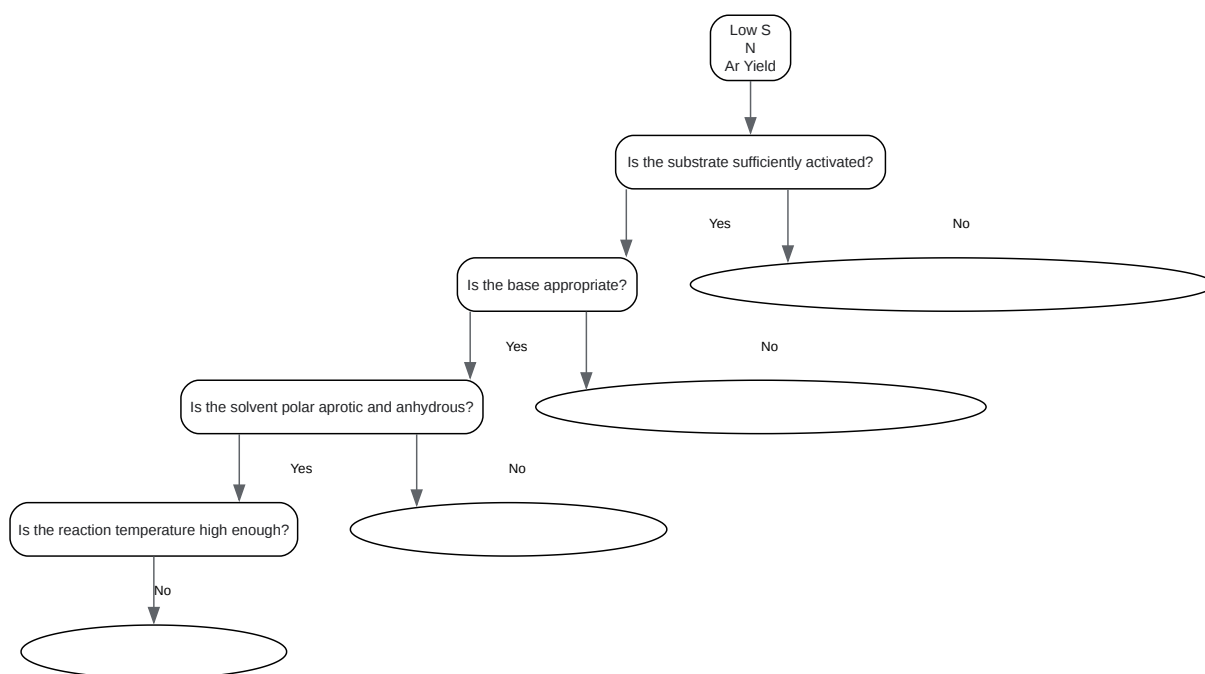 Low S
N
Ar Yield
Is the substrate sufficiently activated?
Yes
No
Is the base appropriate?
Yes
No
Is the solvent polar aprotic and anhydrous?
Yes
No
Is the reaction temperature high enough?
No